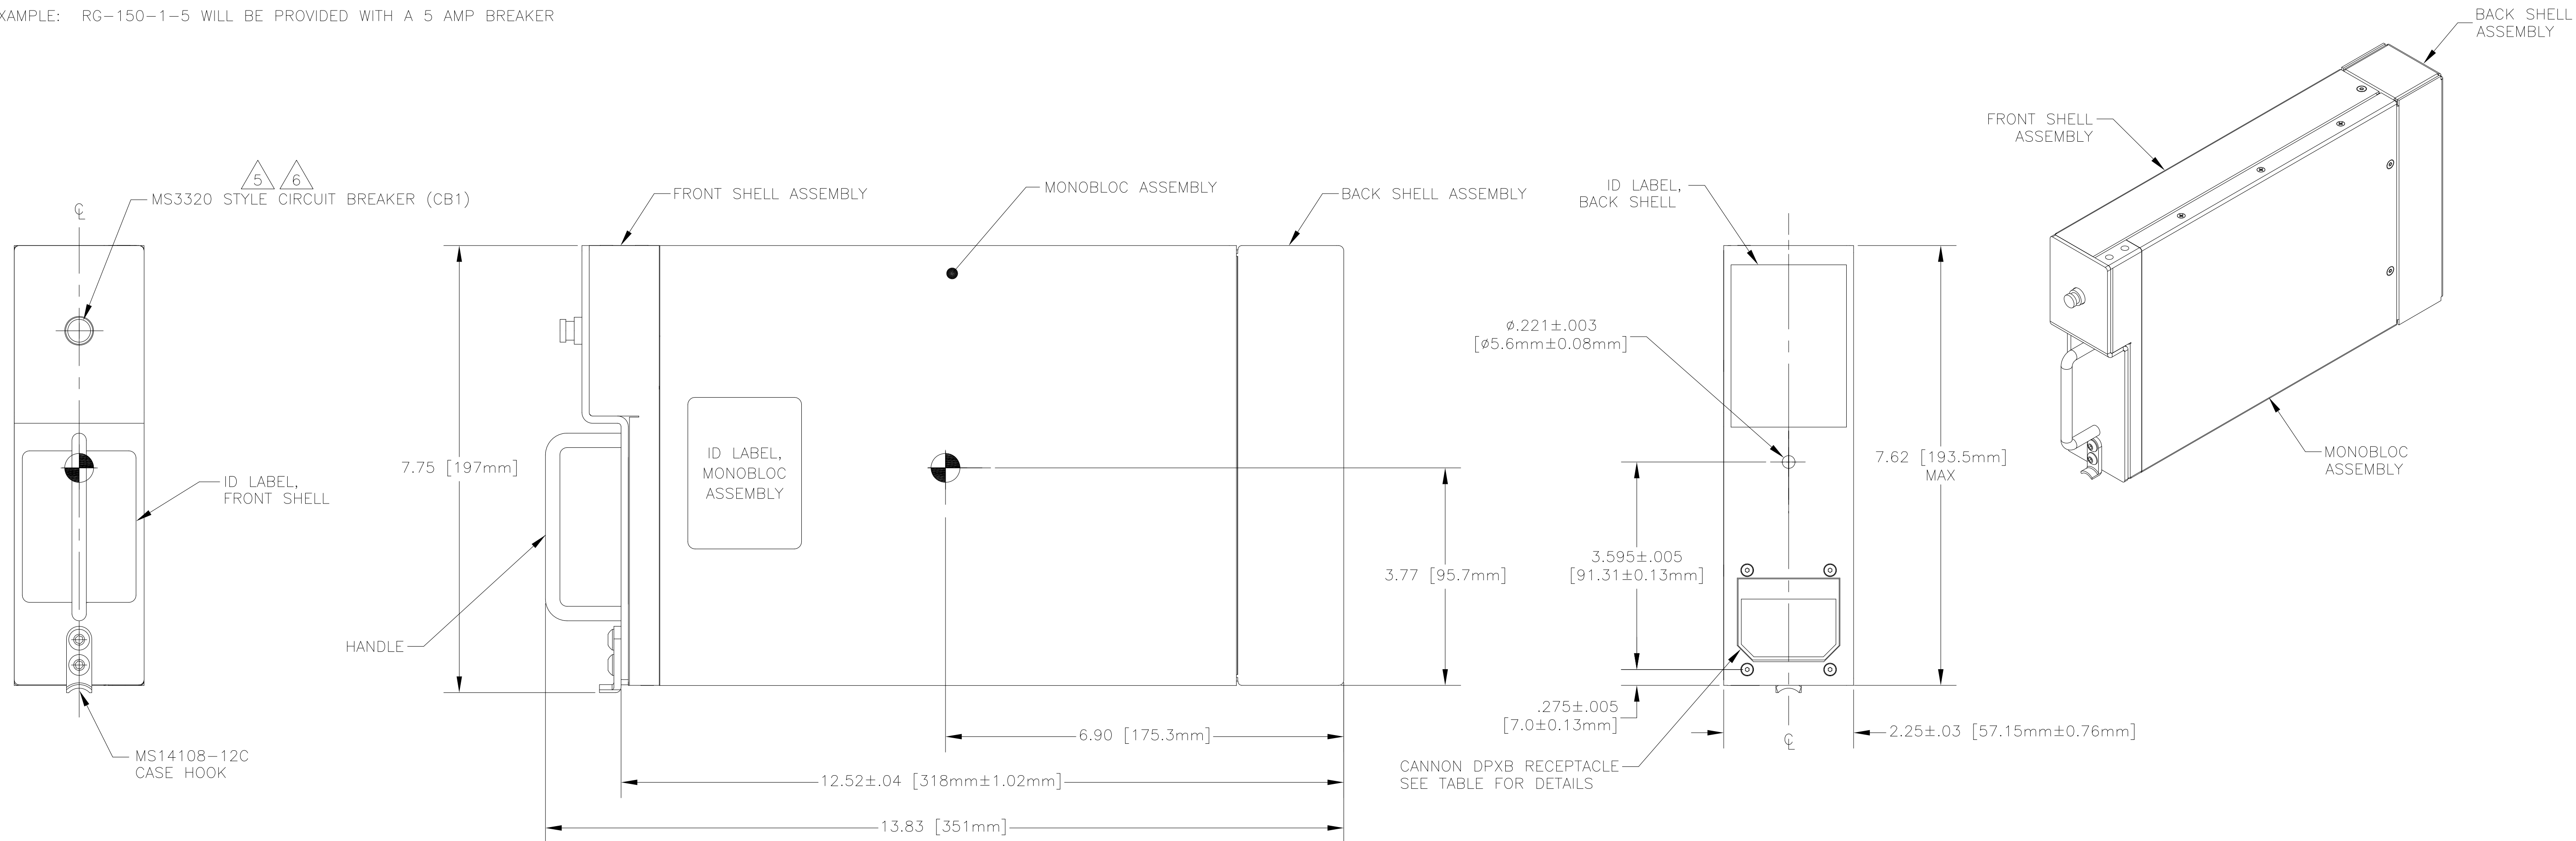 XAMPLE: RG-150-1-5 WILL BE PROVIDED WITH A 5 AMP BREAKER
5 6
MS3320 STYLE CIRCUIT BREAKER (CB1)
℄
ID LABEL,
FRONT SHELL
MS14108-12C
CASE HOOK
FRONT SHELL ASSEMBLY
MONOBLOC ASSEMBLY
BACK SHELL ASSEMBLY
7.75 [197mm]
ID LABEL,
MONOBLOC
ASSEMBLY
HANDLE
3.77 [95.7mm]
6.90 [175.3mm]
12.52±.04 [318mm±1.02mm]
13.83 [351mm]
ID LABEL,
BACK SHELL
ø.221±.003
[ø5.6mm±0.08mm]
7.62 [193.5mm]
MAX
3.595±.005
[91.31±0.13mm]
.275±.005
[7.0±0.13mm]
℄
2.25±.03 [57.15mm±0.76mm]
CANNON DPXB RECEPTACLE
SEE TABLE FOR DETAILS
BACK SHELL
ASSEMBLY
FRONT SHELL
ASSEMBLY
MONOBLOC
ASSEMBLY